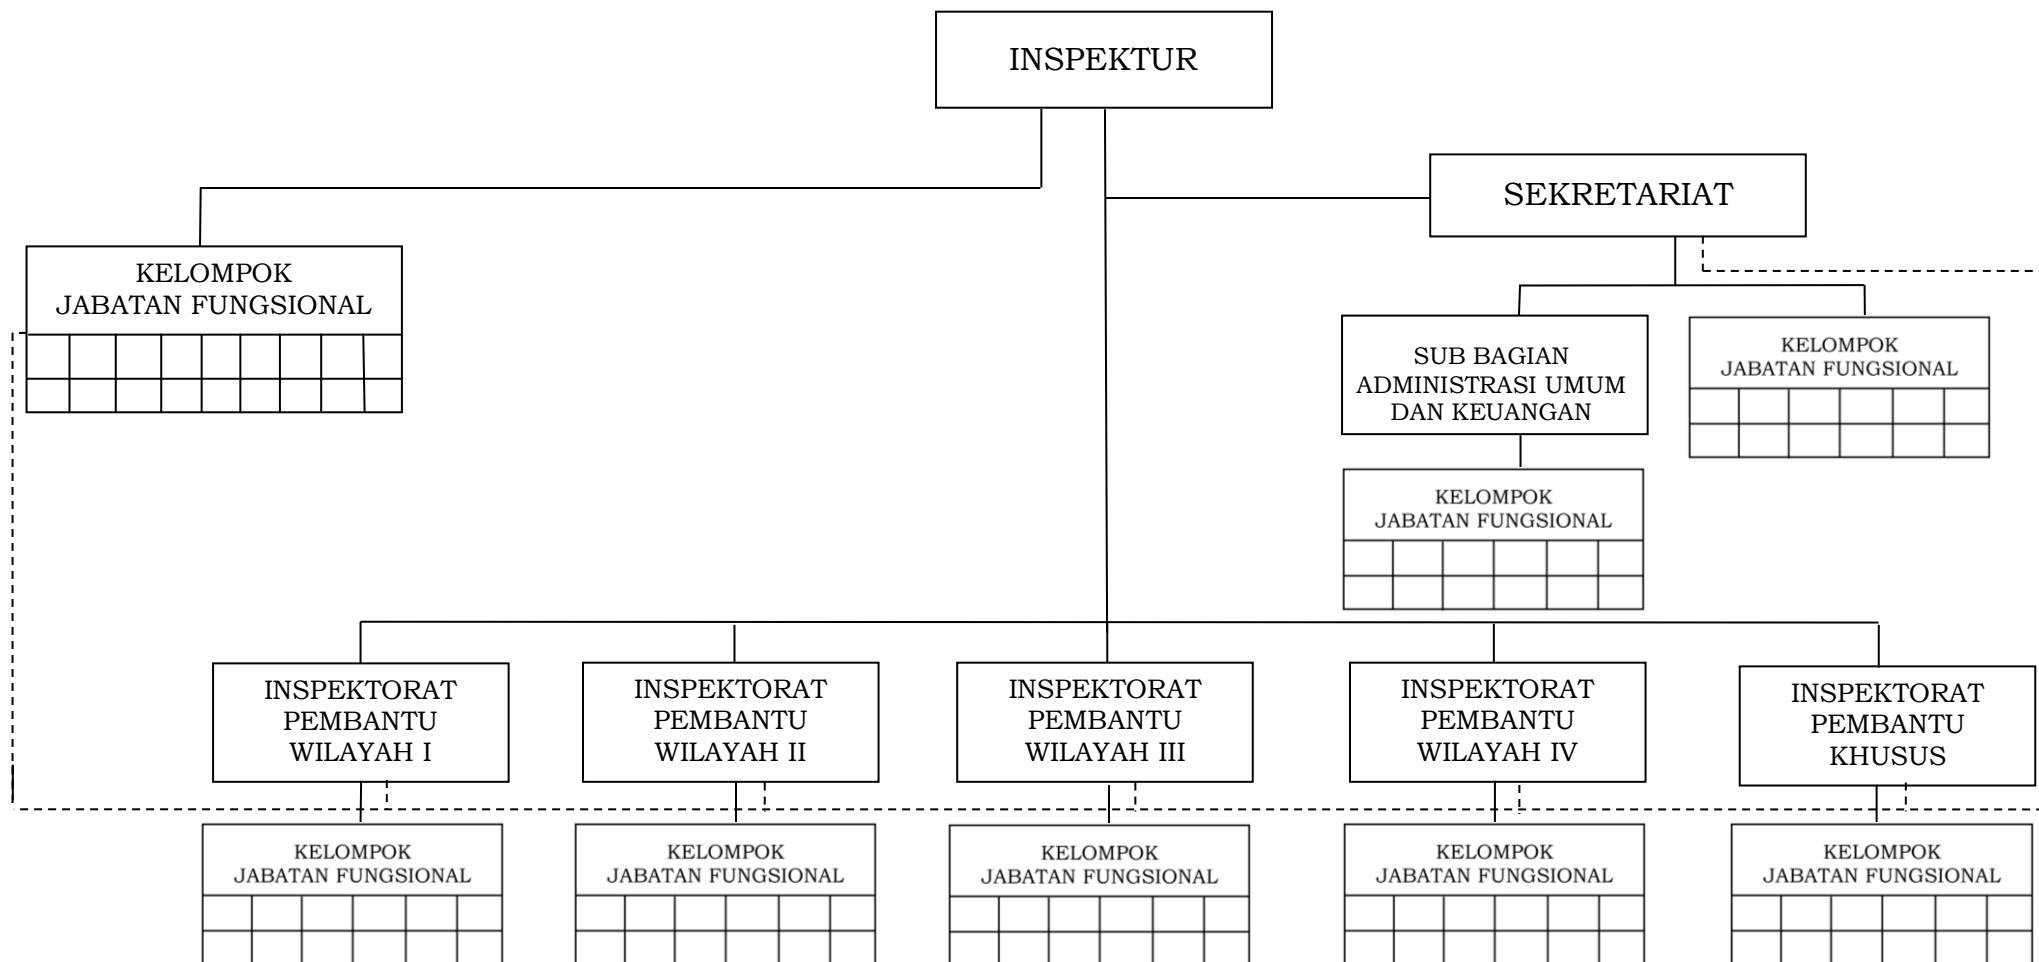 INSPEKTUR
SEKRETARIAT
KELOMPOK
JABATAN FUNGSIONAL
SUB BAGIAN
ADMINISTRASI UMUM
DAN KEUANGAN
KELOMPOK
JABATAN FUNGSIONAL
KELOMPOK
JABATAN FUNGSIONAL
INSPEKTORAT
PEMBANTU
WILAYAH I
INSPEKTORAT
PEMBANTU
WILAYAH II
INSPEKTORAT
PEMBANTU
WILAYAH III
INSPEKTORAT
PEMBANTU
WILAYAH IV
INSPEKTORAT
PEMBANTU
KHUSUS
KELOMPOK
JABATAN FUNGSIONAL
KELOMPOK
JABATAN FUNGSIONAL
KELOMPOK
JABATAN FUNGSIONAL
KELOMPOK
JABATAN FUNGSIONAL
KELOMPOK
JABATAN FUNGSIONAL